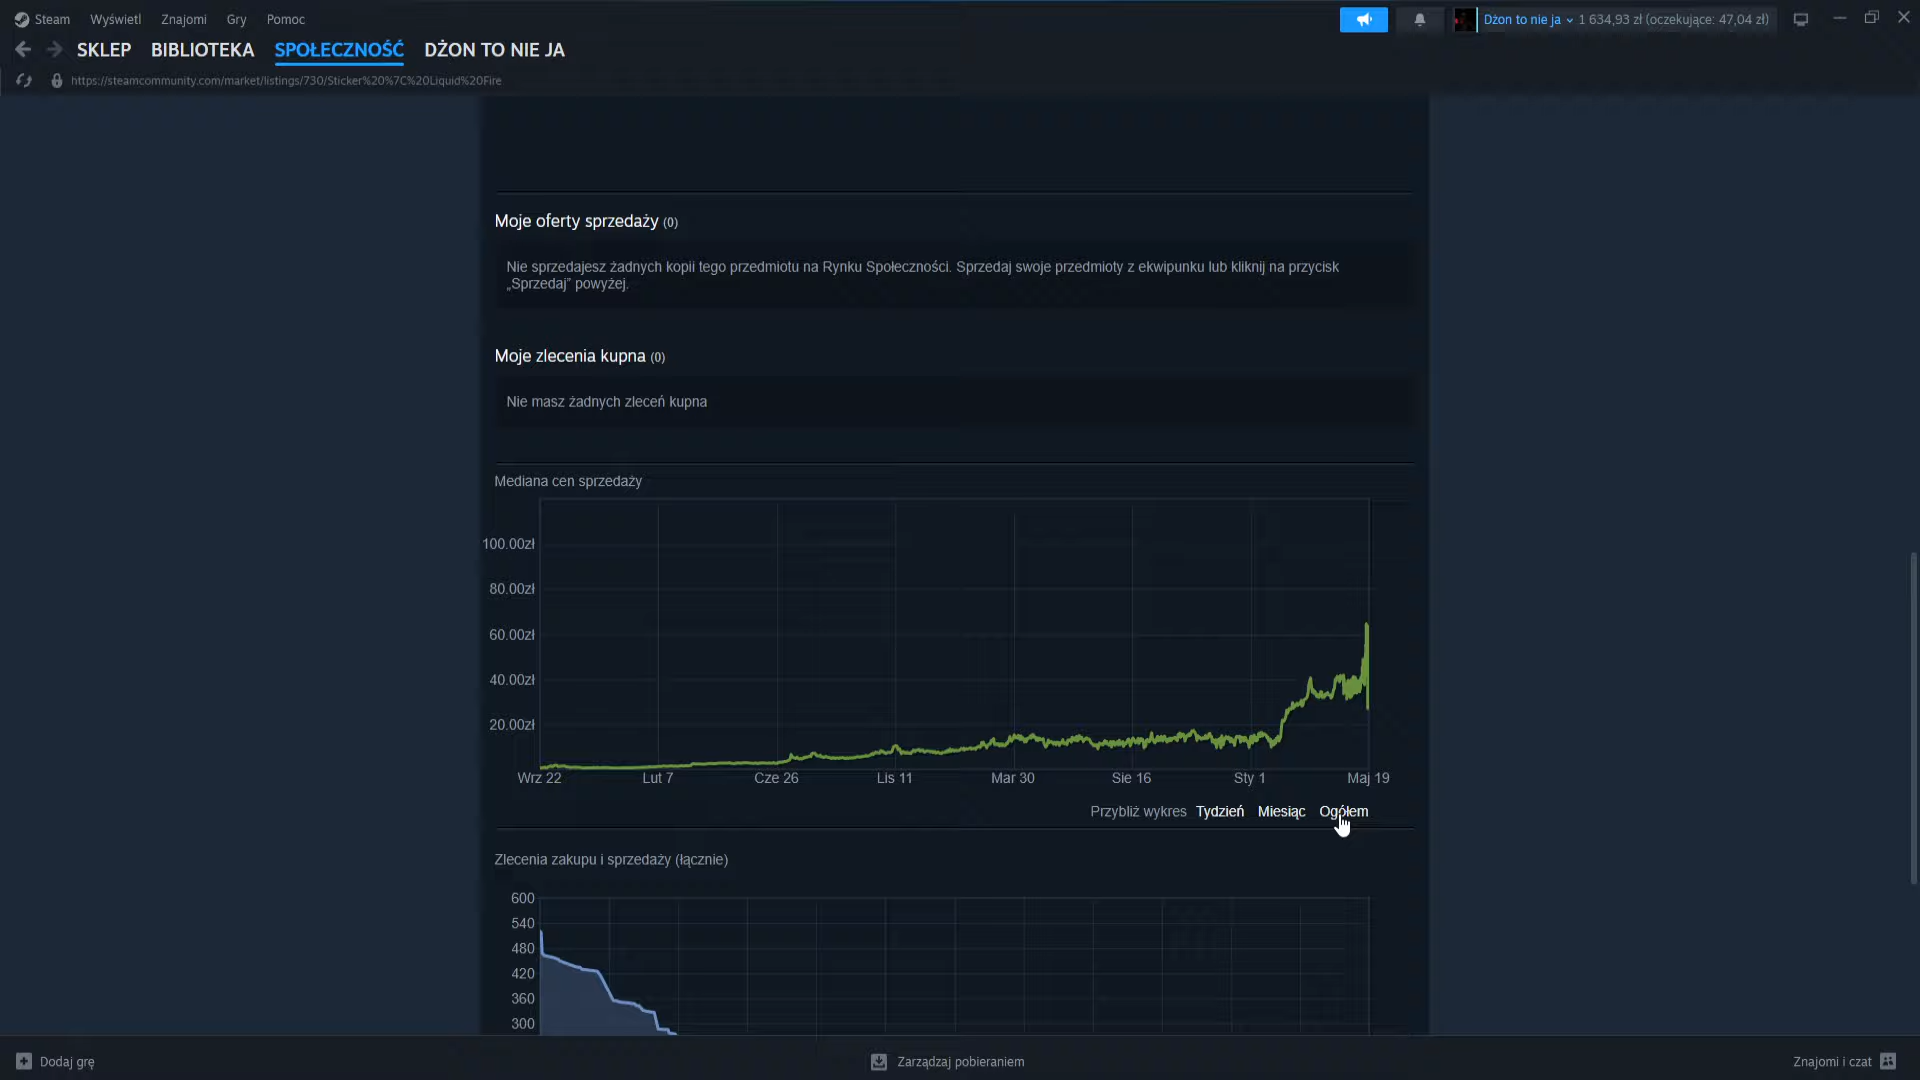 Steam Wyświetl Znajomi Gry Pomoc Dżon to nie ja 1 634,93 zł (oczekujące: 47,04 zł)
SKLEP BIBLIOTEKA SPOŁECZNOŚĆ DŻON TO NIE JA
https://steamcommunity.com/market/listings/730/Sticker%20%7C%20Liquid%20Fire
Moje oferty sprzedaży (0)
Nie sprzedajesz żadnych kopii tego przedmiotu na Rynku Społeczności. Sprzedaj swoje przedmioty z ekwipunku lub kliknij na przycisk
„Sprzedaj” powyżej.
Moje zlecenia kupna (0)
Nie masz żadnych zleceń kupna
Mediana cen sprzedaży
100.00zł
80.00zł
60.00zł
40.00zł
20.00zł
Wrz 22 Lut 7 Cze 26 Lis 11 Mar 30 Sie 16 Sty 1 Maj 19
Przybliż wykres Tydzień Miesiąc Ogółem
Zlecenia zakupu i sprzedaży (łącznie)
600
540
480
420
360
300
Dodaj grę Zarządzaj pobieraniem Znajomi i czat